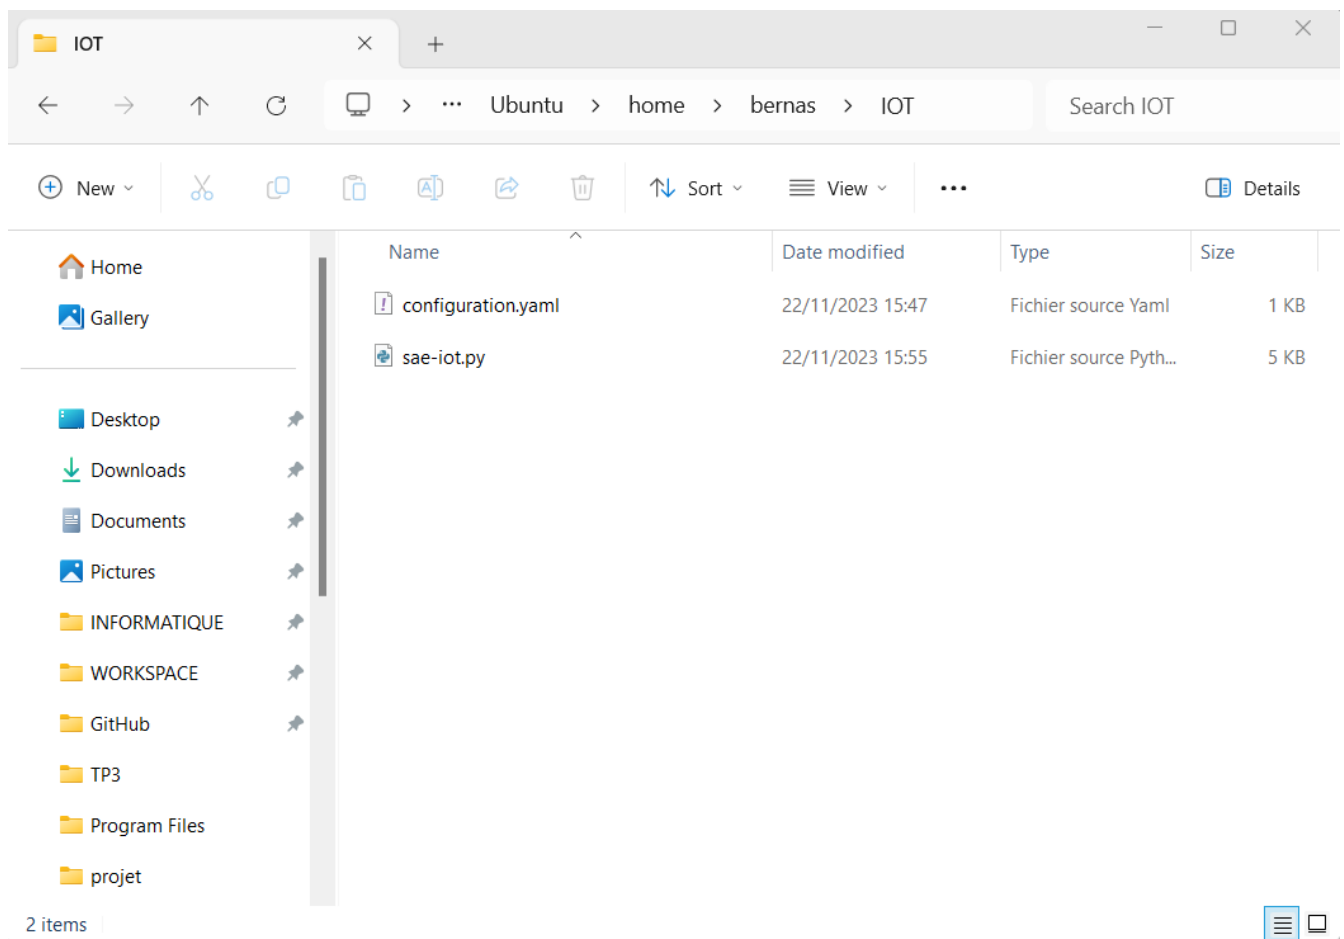 IOT
Ubuntu home bernas IOT
Search IOT
New
Sort
View
Details
Name Date modified Type Size
configuration.yaml 22/11/2023 15:47 Fichier source Yaml 1 KB
sae-iot.py 22/11/2023 15:55 Fichier source Pyth... 5 KB
Home
Gallery
Desktop
Downloads
Documents
Pictures
INFORMATIQUE
WORKSPACE
GitHub
TP3
Program Files
projet
2 items